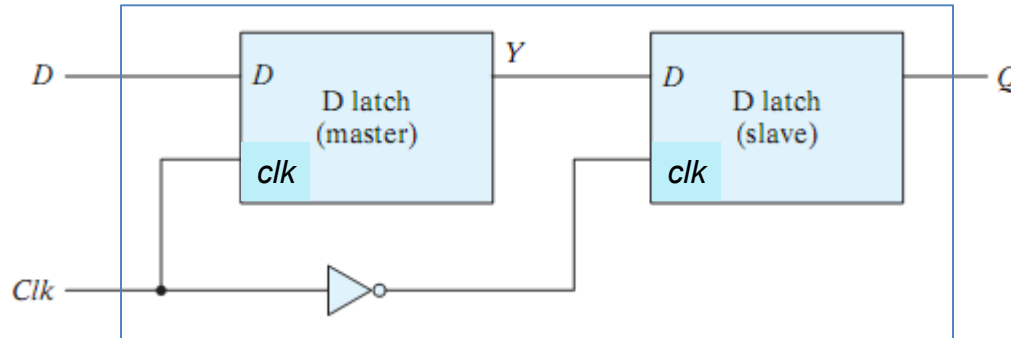 D
D
D latch
(master)
clk
Y
D
D latch
(slave)
clk
Q
Clk